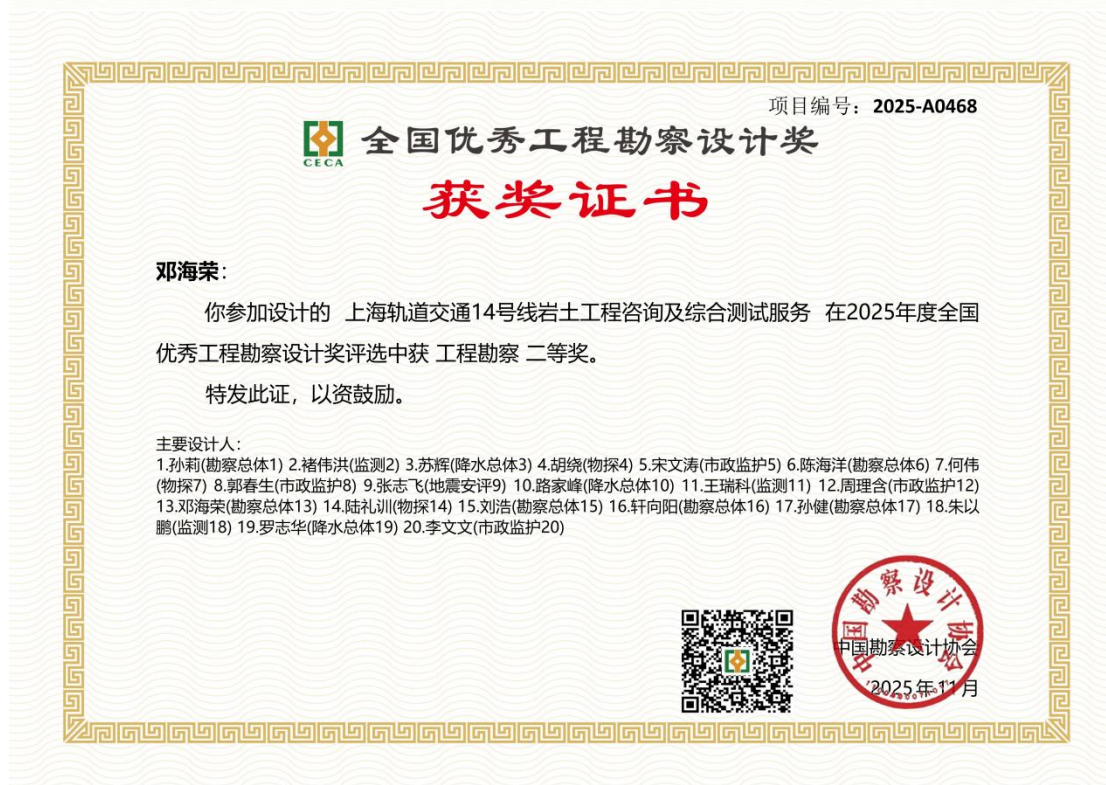 项目编号：2025-A0468
CECA
全国优秀工程勘察设计奖
获奖证书
邓海荣：
你参加设计的 上海轨道交通14号线岩土工程咨询及综合测试服务 在2025年度全国
优秀工程勘察设计奖评选中获 工程勘察 二等奖。
特发此证，以资鼓励。
主要设计人：
1.孙莉(勘察总体1) 2.褚伟洪(监测2) 3.苏辉(降水总体3) 4.胡绕(物探4) 5.宋文涛(市政监护5) 6.陈海洋(勘察总体6) 7.何伟
(物探7) 8.郭春生(市政监护8) 9.张志飞(地震安评9) 10.路家峰(降水总体10) 11.王瑞科(监测11) 12.周理含(市政监护12)
13.邓海荣(勘察总体13) 14.陆礼训(物探14) 15.刘浩(勘察总体15) 16.轩向阳(勘察总体16) 17.孙健(勘察总体17) 18.朱以
鹏(监测18) 19.罗志华(降水总体19) 20.李文文(市政监护20)
中国勘察设计协会
中国勘察设计协会
2025年11月